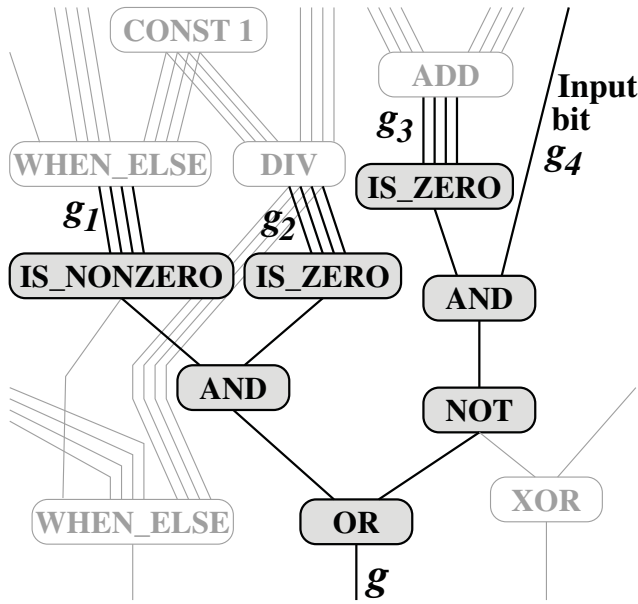 CONST 1
ADD
Input
bit
g4
g3
WHEN_ELSE
DIV
IS_ZERO
g1
g2
IS_NONZERO
IS_ZERO
AND
AND
NOT
WHEN_ELSE
OR
XOR
g